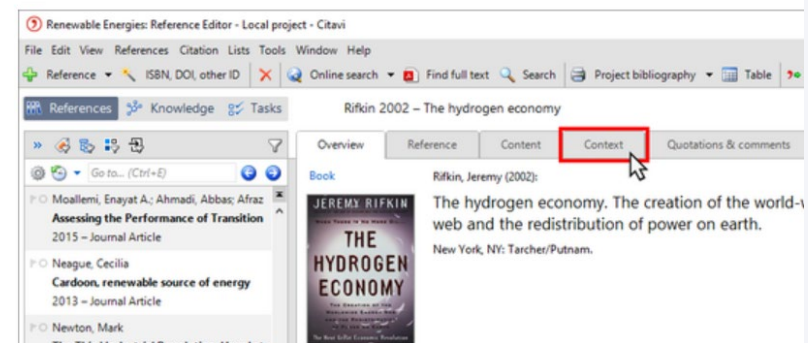 Renewable Energies: Reference Editor - Local project - Citavi
File Edit View References Citation Lists Tools Window Help
Reference ISBN, DOI, other ID Online search Find full text Search Project bibliography Table
References Knowledge Tasks Rifkin 2002 – The hydrogen economy
Overview Reference Content Context Quotations & comments
Go to... (Ctrl+E)
Book
Rifkin, Jeremy (2002):
The hydrogen economy. The creation of the world-
web and the redistribution of power on earth.
New York, NY: Tarcher/Putnam.
Moallemi, Enayat A.; Ahmadi, Abbas; Afraz
Assessing the Performance of Transition
2015 – Journal Article
Neague, Cecilia
Cardoon, renewable source of energy
2013 – Journal Article
Newton, Mark
JEREMY RIFKIN
THE
HYDROGEN
ECONOMY